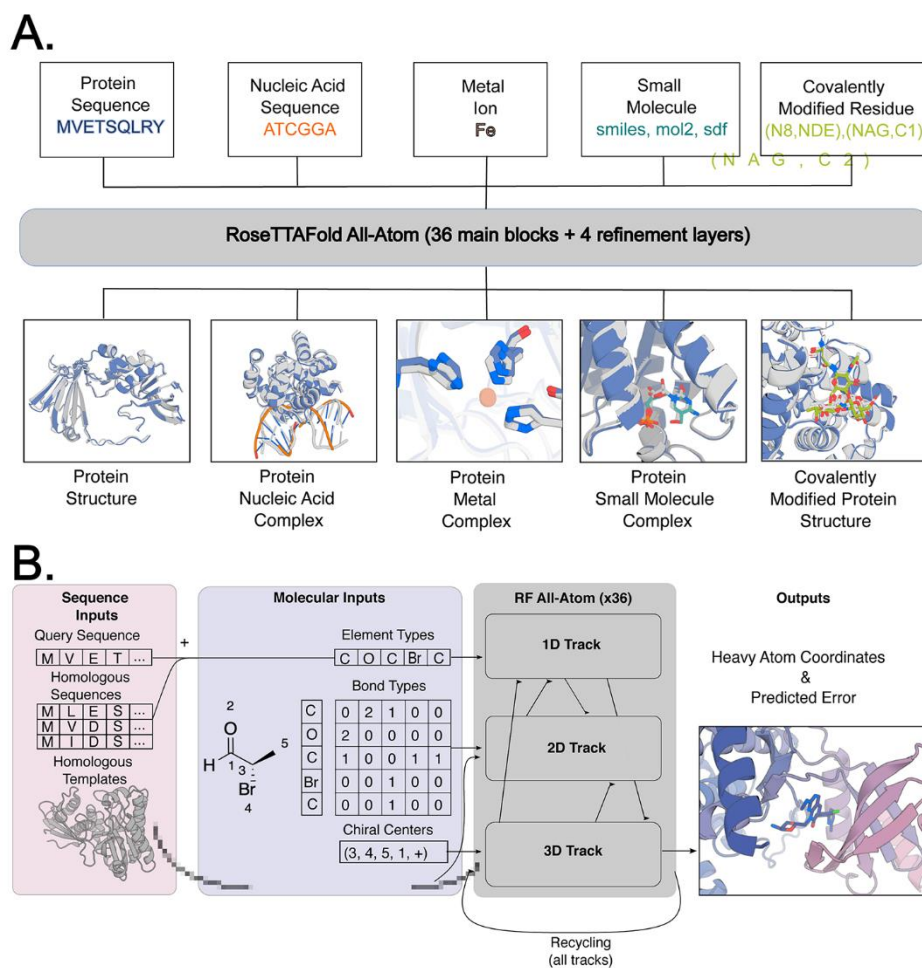 A.
Protein
Sequence
MVETSQLRY
Nucleic Acid
Sequence
ATCGGA
Metal
Ion
Fe
Small
Molecule
smiles, mol2, sdf
Covalently
Modified Residue
(N8,NDE),(NAG,C1)
(NAG,C2)
RoseTTAFold All-Atom (36 main blocks + 4 refinement layers)
Protein
Structure
Protein
Nucleic Acid
Complex
Protein
Metal
Complex
Protein
Small Molecule
Complex
Covalently
Modified Protein
Structure
B.
Sequence
Inputs
Query Sequence
M V E T ...
Homologous
Sequences
M L E S ...
M V D S ...
M I D S ...
Homologous
Templates
+
Molecular Inputs
Element Types
C O C Br C
Bond Types
C 0 2 1 0 0
O 2 0 0 0 0
C 1 0 0 1 1
Br 0 0 1 0 0
C 0 0 1 0 0
2
O
5
H 1 3
Br
4
Chiral Centers
(3, 4, 5, 1, +)
RF All-Atom (x36)
1D Track
2D Track
3D Track
Recycling
(all tracks)
Outputs
Heavy Atom Coordinates
&
Predicted Error